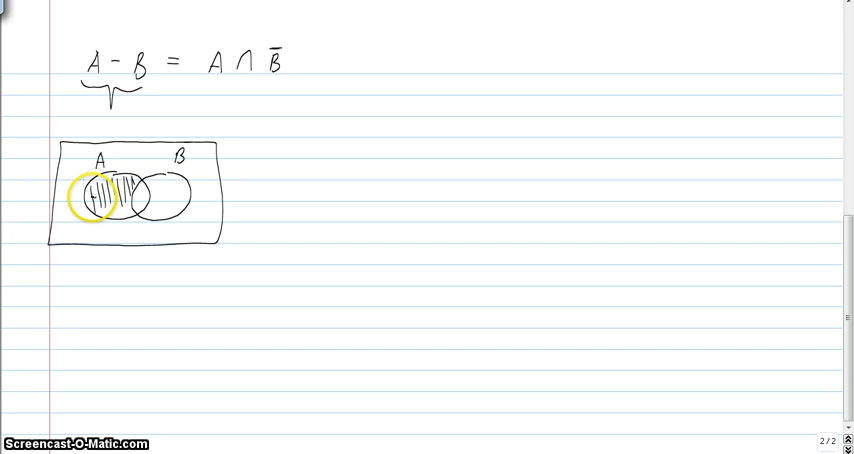 A - B = A ∩ B̅
A B
2 / 2
Screencast-O-Matic.com